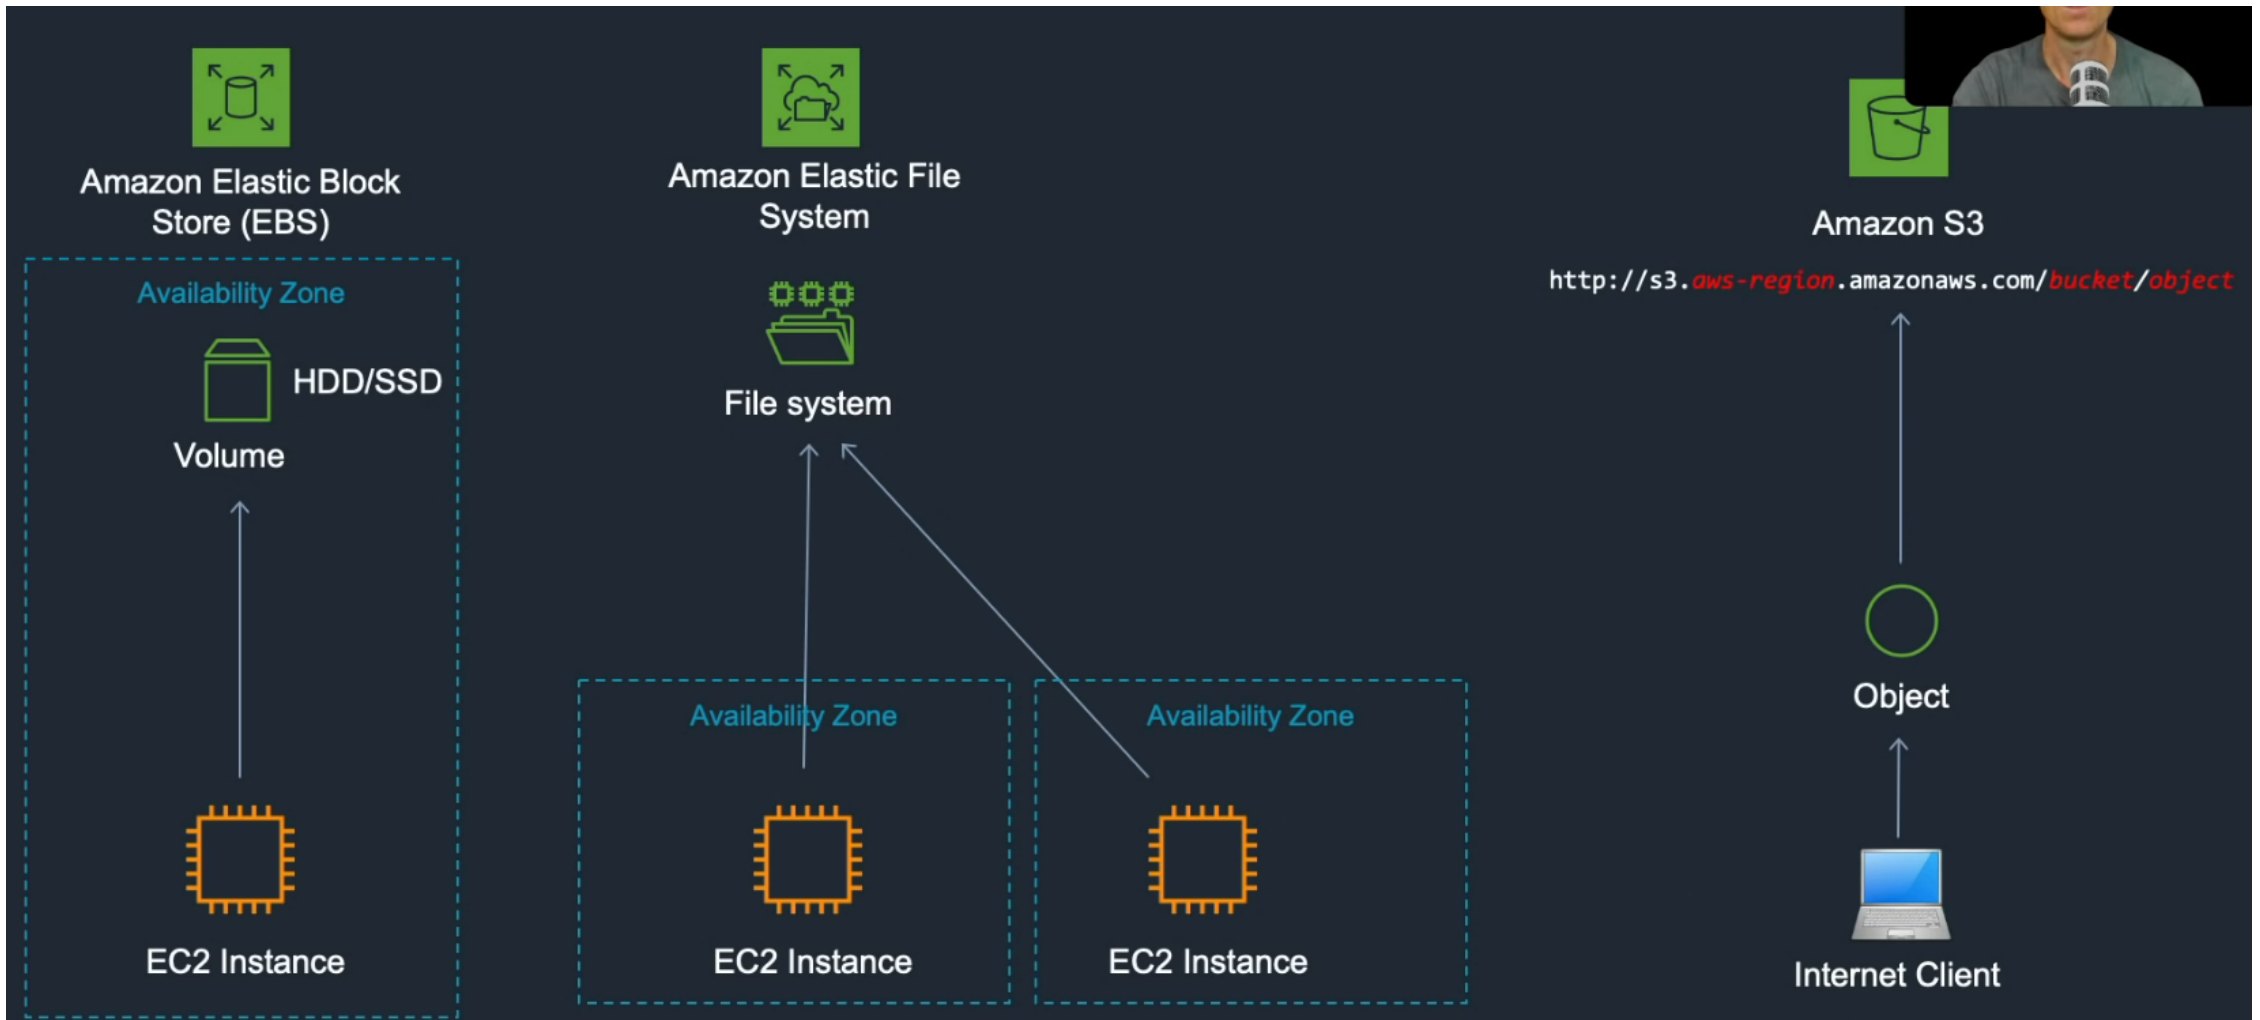 Amazon Elastic Block
Store (EBS)
Availability Zone
HDD/SSD
Volume
EC2 Instance
Amazon Elastic File
System
File system
Availability Zone
EC2 Instance
Availability Zone
EC2 Instance
Amazon S3
http://s3.aws-region.amazonaws.com/bucket/object
Object
Internet Client